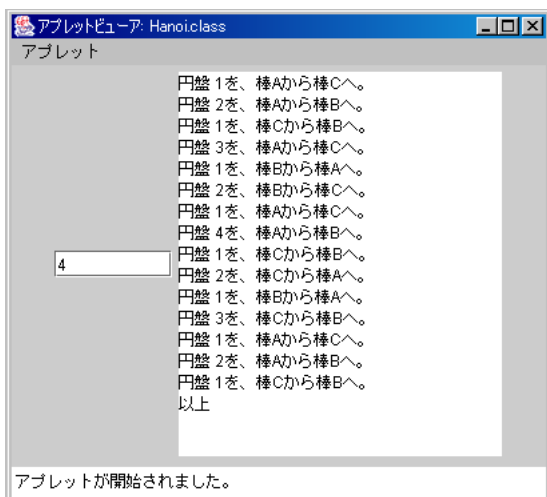 アプレットビューア: Hanoi.class
アプレット
円盤 1を、棒Aから棒Cへ。
円盤 2を、棒Aから棒Bへ。
円盤 1を、棒Cから棒Bへ。
円盤 3を、棒Aから棒Cへ。
円盤 1を、棒Bから棒Aへ。
円盤 2を、棒Bから棒Cへ。
円盤 1を、棒Aから棒Cへ。
円盤 4を、棒Aから棒Bへ。
円盤 1を、棒Cから棒Bへ。
4
円盤 2を、棒Cから棒Aへ。
円盤 1を、棒Bから棒Aへ。
円盤 3を、棒Cから棒Bへ。
円盤 1を、棒Aから棒Cへ。
円盤 2を、棒Aから棒Bへ。
円盤 1を、棒Cから棒Bへ。
以上
アプレットが開始されました。